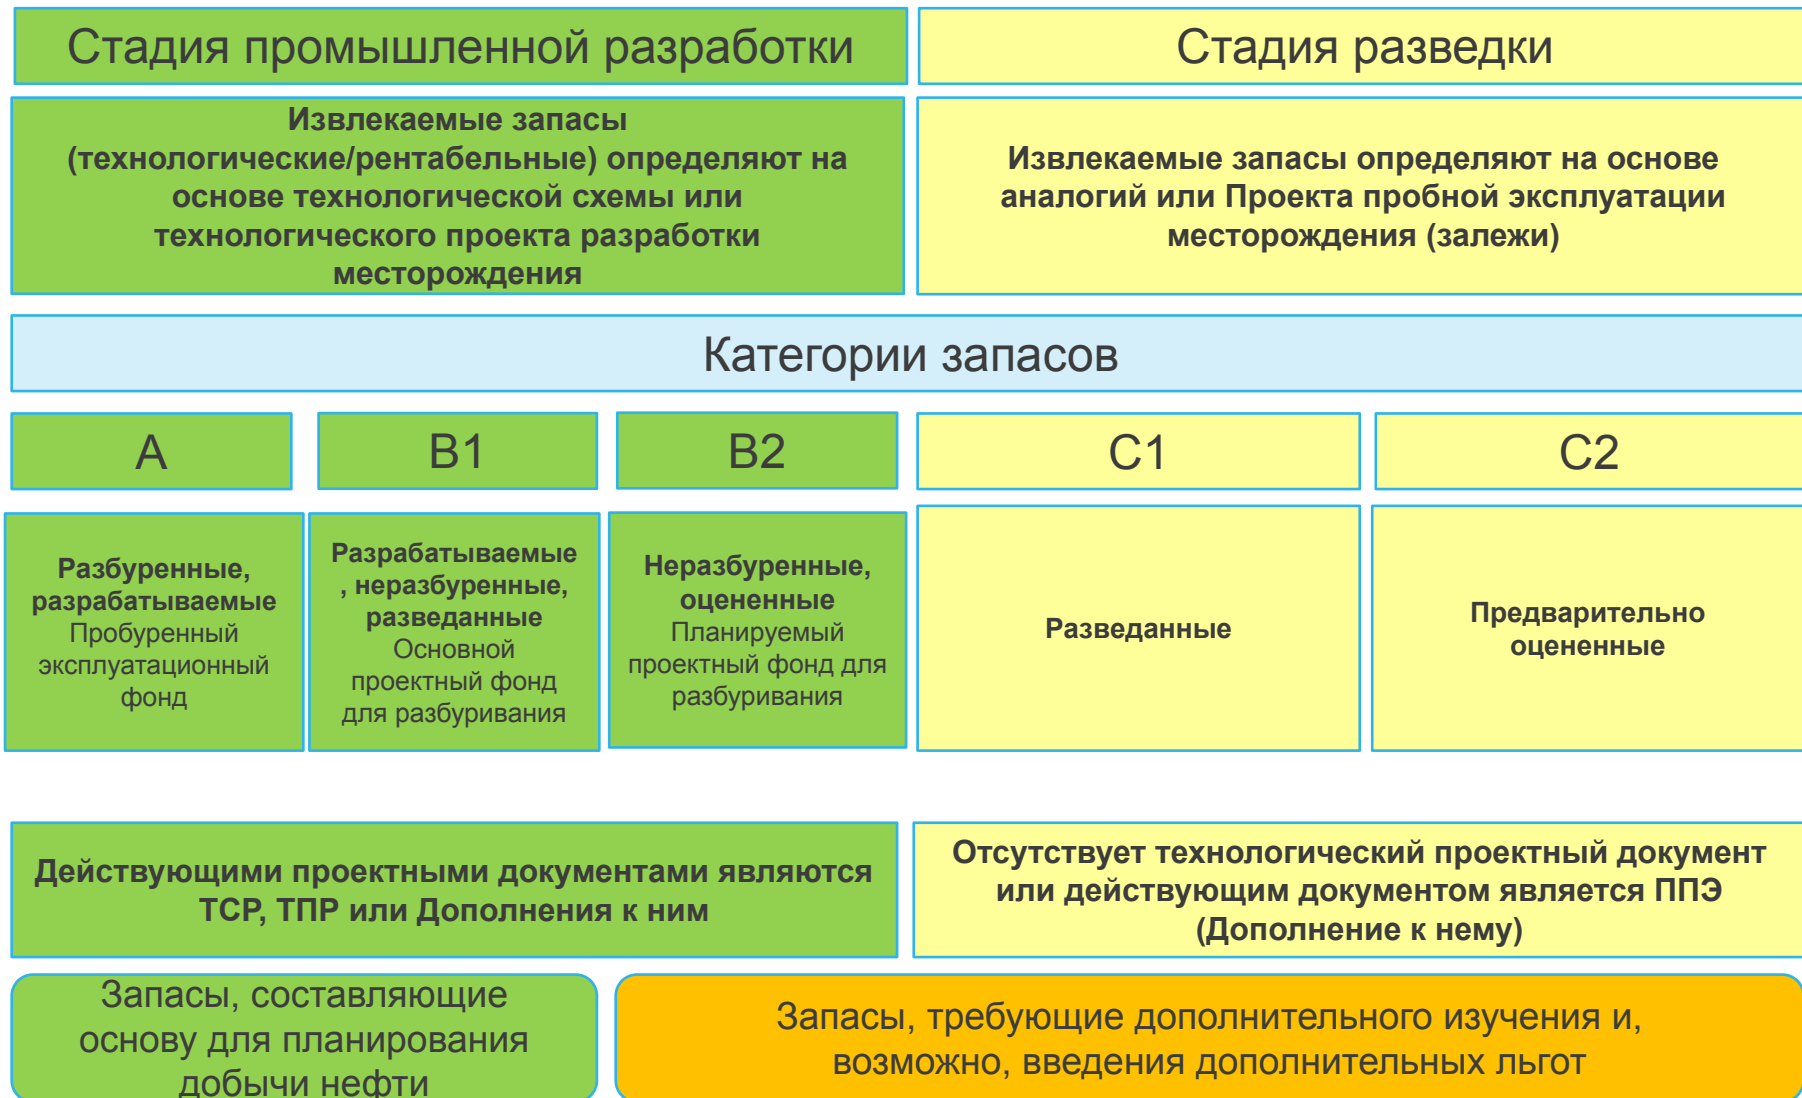 Стадия промышленной разработки
Стадия разведки
Извлекаемые запасы
(технологические/рентабельные) определяют на
основе технологической схемы или
технологического проекта разработки
месторождения
Извлекаемые запасы определяют на основе
аналогий или Проекта пробной эксплуатации
месторождения (залежи)
Категории запасов
А
В1
В2
С1
С2
Разбуренные,
разрабатываемые
Пробуренный
эксплуатационный
фонд
Разрабатываемые
, неразбуренные,
разведанные
Основной
проектный фонд
для разбуривания
Неразбуренные,
оцененные
Планируемый
проектный фонд для
разбуривания
Разведанные
Предварительно
оцененные
Действующими проектными документами являются
ТСР, ТПР или Дополнения к ним
Отсутствует технологический проектный документ
или действующим документом является ППЭ
(Дополнение к нему)
Запасы, составляющие
основу для планирования
добычи нефти
Запасы, требующие дополнительного изучения и,
возможно, введения дополнительных льгот